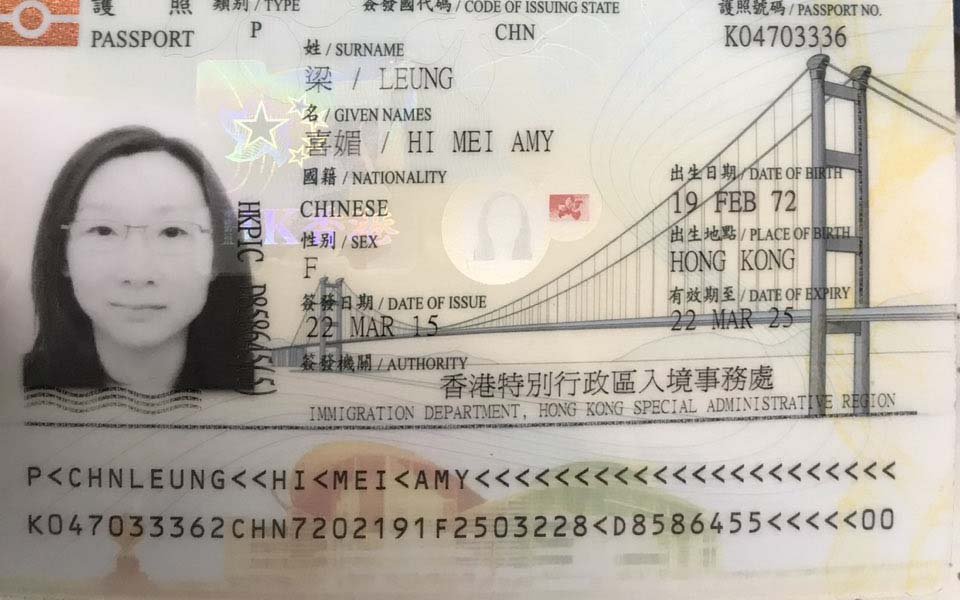 護照 類別 / TYPE 簽發國代碼 / CODE OF ISSUING STATE 護照號碼 / PASSPORT NO.
PASSPORT P CHN K04703336
姓 / SURNAME
梁 / LEUNG
名 / GIVEN NAMES
喜媚 / HI MEI AMY
國籍 / NATIONALITY 出生日期 / DATE OF BIRTH
CHINESE 19 FEB 72
性別 / SEX 出生地點 / PLACE OF BIRTH
F HONG KONG
簽發日期 / DATE OF ISSUE 有效期至 / DATE OF EXPIRY
22 MAR 15 22 MAR 25
簽發機關 / AUTHORITY
香港特別行政區入境事務處
IMMIGRATION DEPARTMENT, HONG KONG SPECIAL ADMINISTRATIVE REGION
HKPIC
P<CHNLEUNG<<HI<MEI<AMY<<<<<<<<<<<<<<<<<<<<<<
K047033362CHN7202191F2503228<D8586455<<<<<00